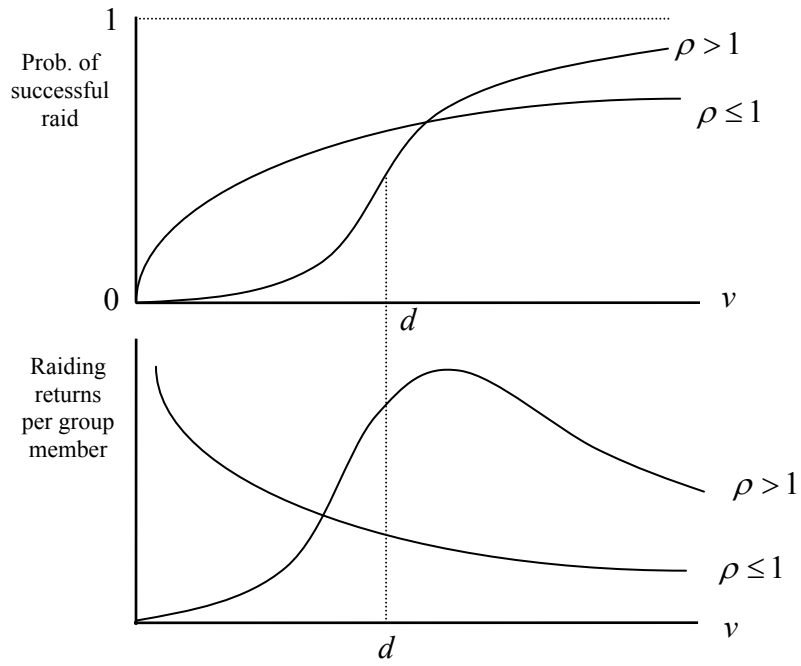 1
Prob. of
successful
raid
ρ > 1
ρ ≤ 1
0
v
d
Raiding
returns
per group
member
ρ > 1
ρ ≤ 1
v
d